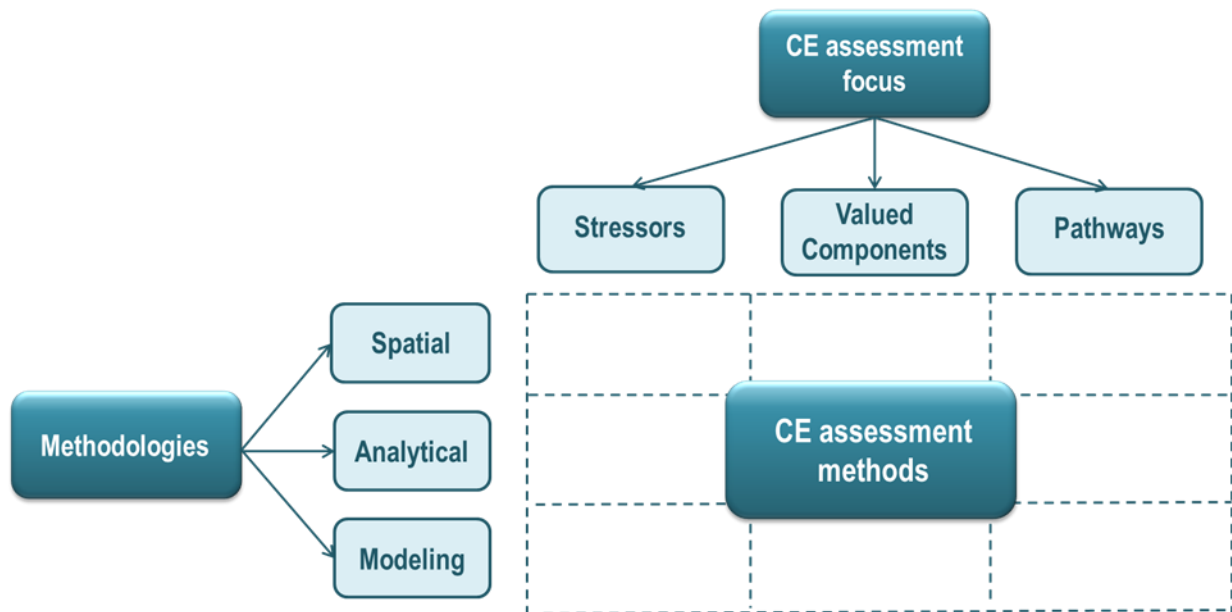 CE assessment
focus
Stressors
Valued
Components
Pathways
Spatial
Methodologies
Analytical
CE assessment
methods
Modeling